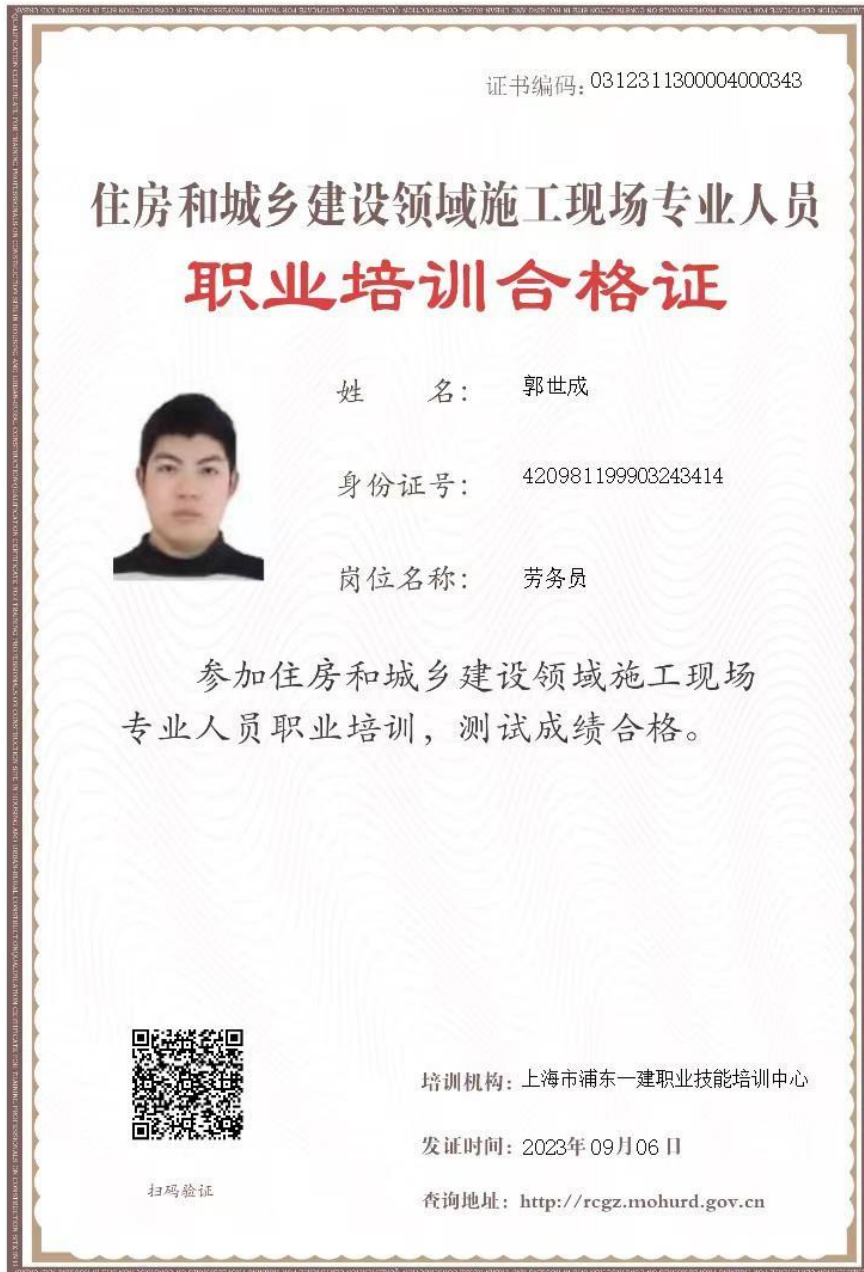 证书编码：0312311300004000343
住房和城乡建设领域施工现场专业人员
职业培训合格证
姓 名： 郭世成
身份证号： 420981199903243414
岗位名称： 劳务员
参加住房和城乡建设领域施工现场
专业人员职业培训，测试成绩合格。
培训机构：上海市浦东一建职业技能培训中心
发证时间：2023年09月06日
扫码验证
查询地址：http://rcgz.mohurd.gov.cn